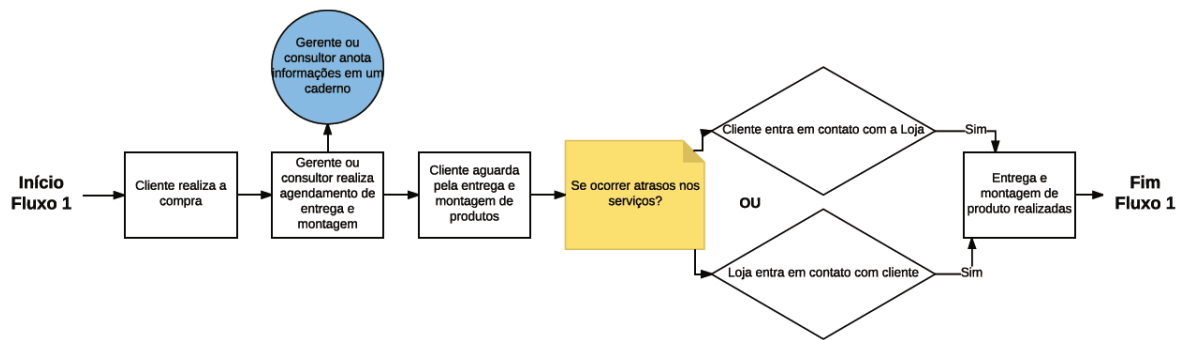 Início
Fluxo 1
Cliente realiza a
compra
Gerente ou
consultor anota
informações em um
caderno
Gerente ou
consultor realiza
agendamento de
entrega e
montagem
Cliente aguarda
pela entrega e
montagem de
produtos
Se ocorrer atrasos nos
serviços?
Cliente entra em contato com a Loja
Sim
OU
Loja entra em contato com cliente
Sim
Entrega e
montagem de
produto realizadas
Fim
Fluxo 1